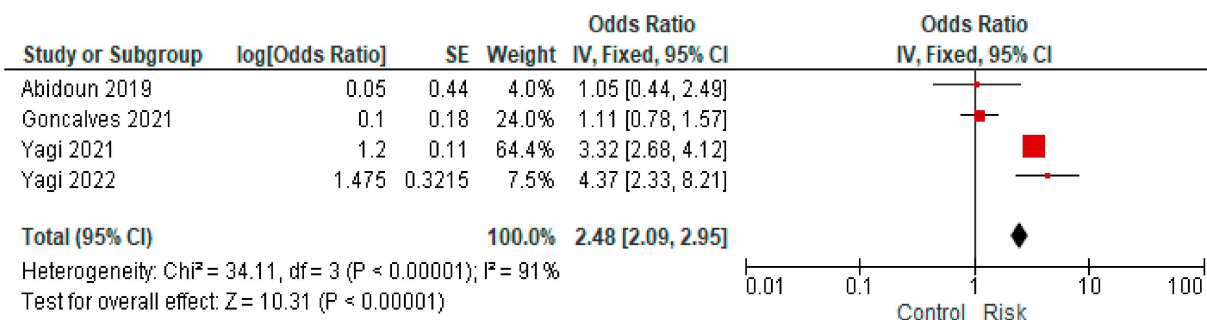 Odds Ratio Odds Ratio
Study or Subgroup log[Odds Ratio] SE Weight IV, Fixed, 95% CI IV, Fixed, 95% CI
Abidoun 2019 0.05 0.44 4.0% 1.05 [0.44, 2.49]
Goncalves 2021 0.1 0.18 24.0% 1.11 [0.78, 1.57]
Yagi 2021 1.2 0.11 64.4% 3.32 [2.68, 4.12]
Yagi 2022 1.475 0.3215 7.5% 4.37 [2.33, 8.21]
Total (95% CI) 100.0% 2.48 [2.09, 2.95]
Heterogeneity: Chi² = 34.11, df = 3 (P < 0.00001); I² = 91%
Test for overall effect: Z = 10.31 (P < 0.00001)
0.01 0.1 1 10 100
Control Risk